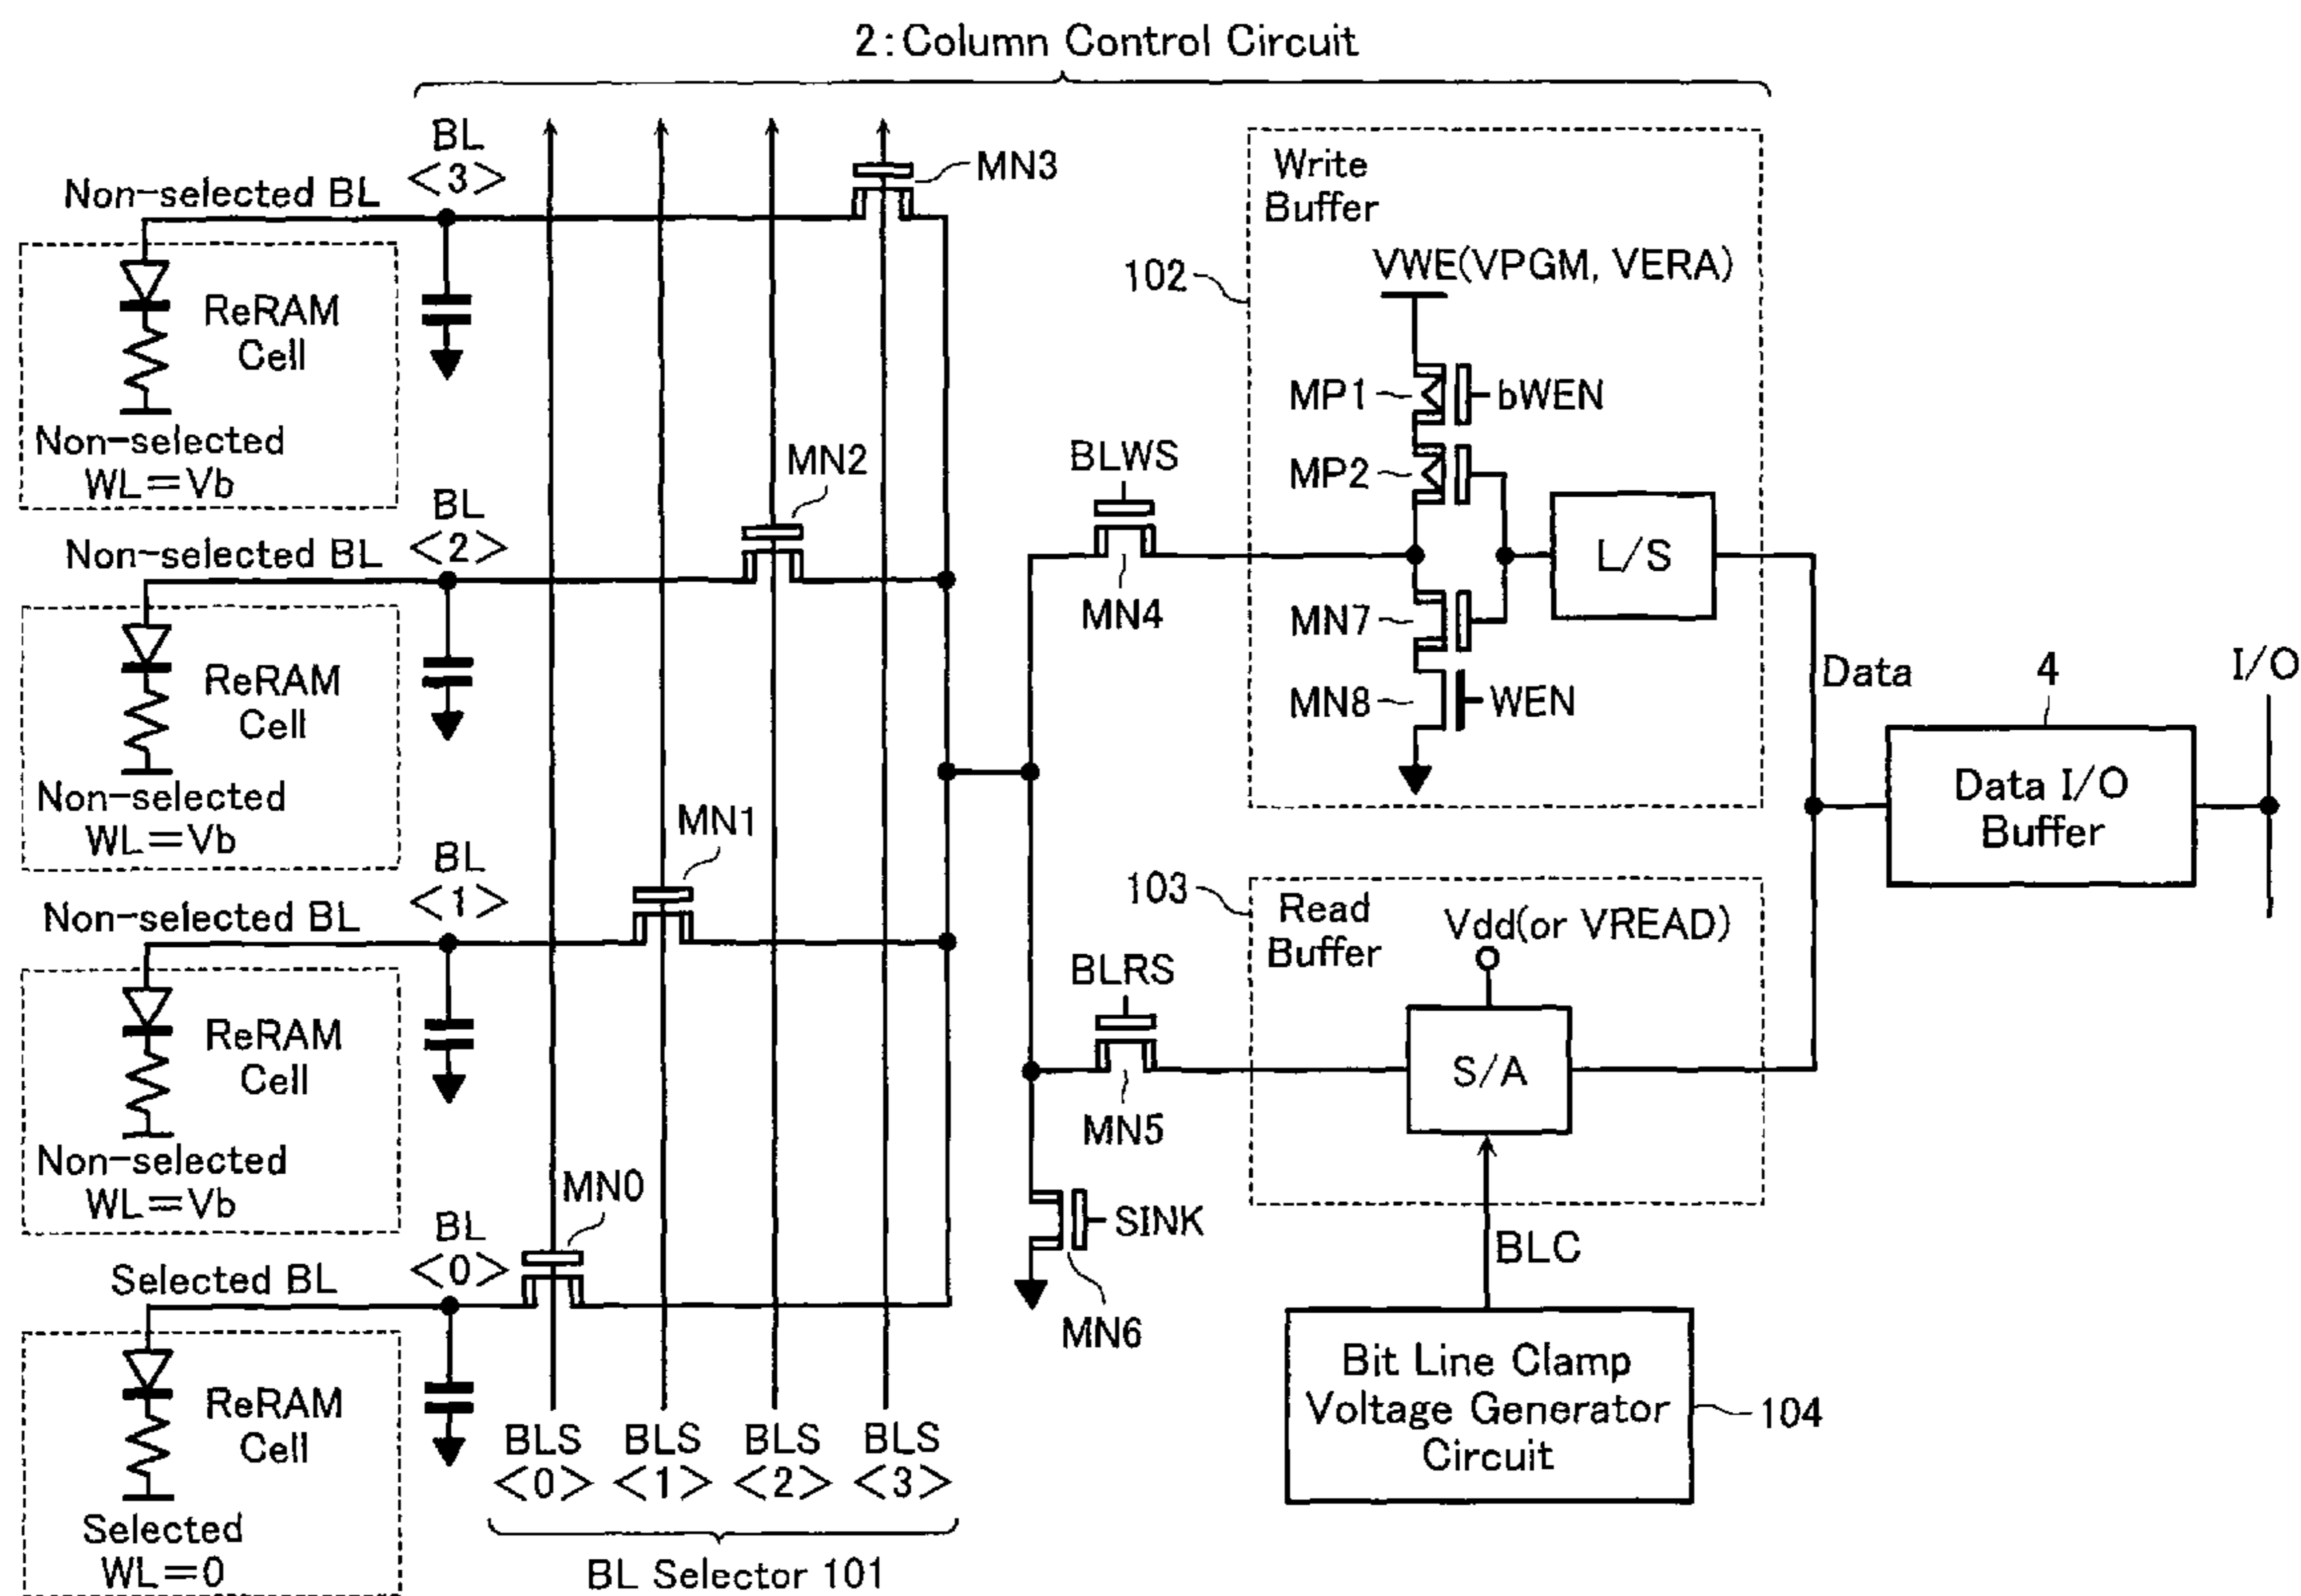 2:Column Control Circuit
BL
<3>
Non-selected BL
ReRAM
Cell
Non-selected
WL=Vb
MN3
BL
<2>
Non-selected BL
ReRAM
Cell
Non-selected
WL=Vb
MN2
BL
<1>
Non-selected BL
ReRAM
Cell
Non-selected
WL=Vb
MN1
BL
<0>
Selected BL
ReRAM
Cell
Selected
WL=0
MN0
BLS
<0>
BLS
<1>
BLS
<2>
BLS
<3>
BL Selector 101
BLWS
MN4
BLRS
MN5
SINK
MN6
102
Write
Buffer
VWE(VPGM, VERA)
MP1
bWEN
MP2
MN7
MN8
WEN
L/S
103
Read
Buffer
Vdd(or VREAD)
S/A
BLC
Bit Line Clamp
Voltage Generator
Circuit
104
Data
4
Data I/O
Buffer
I/O